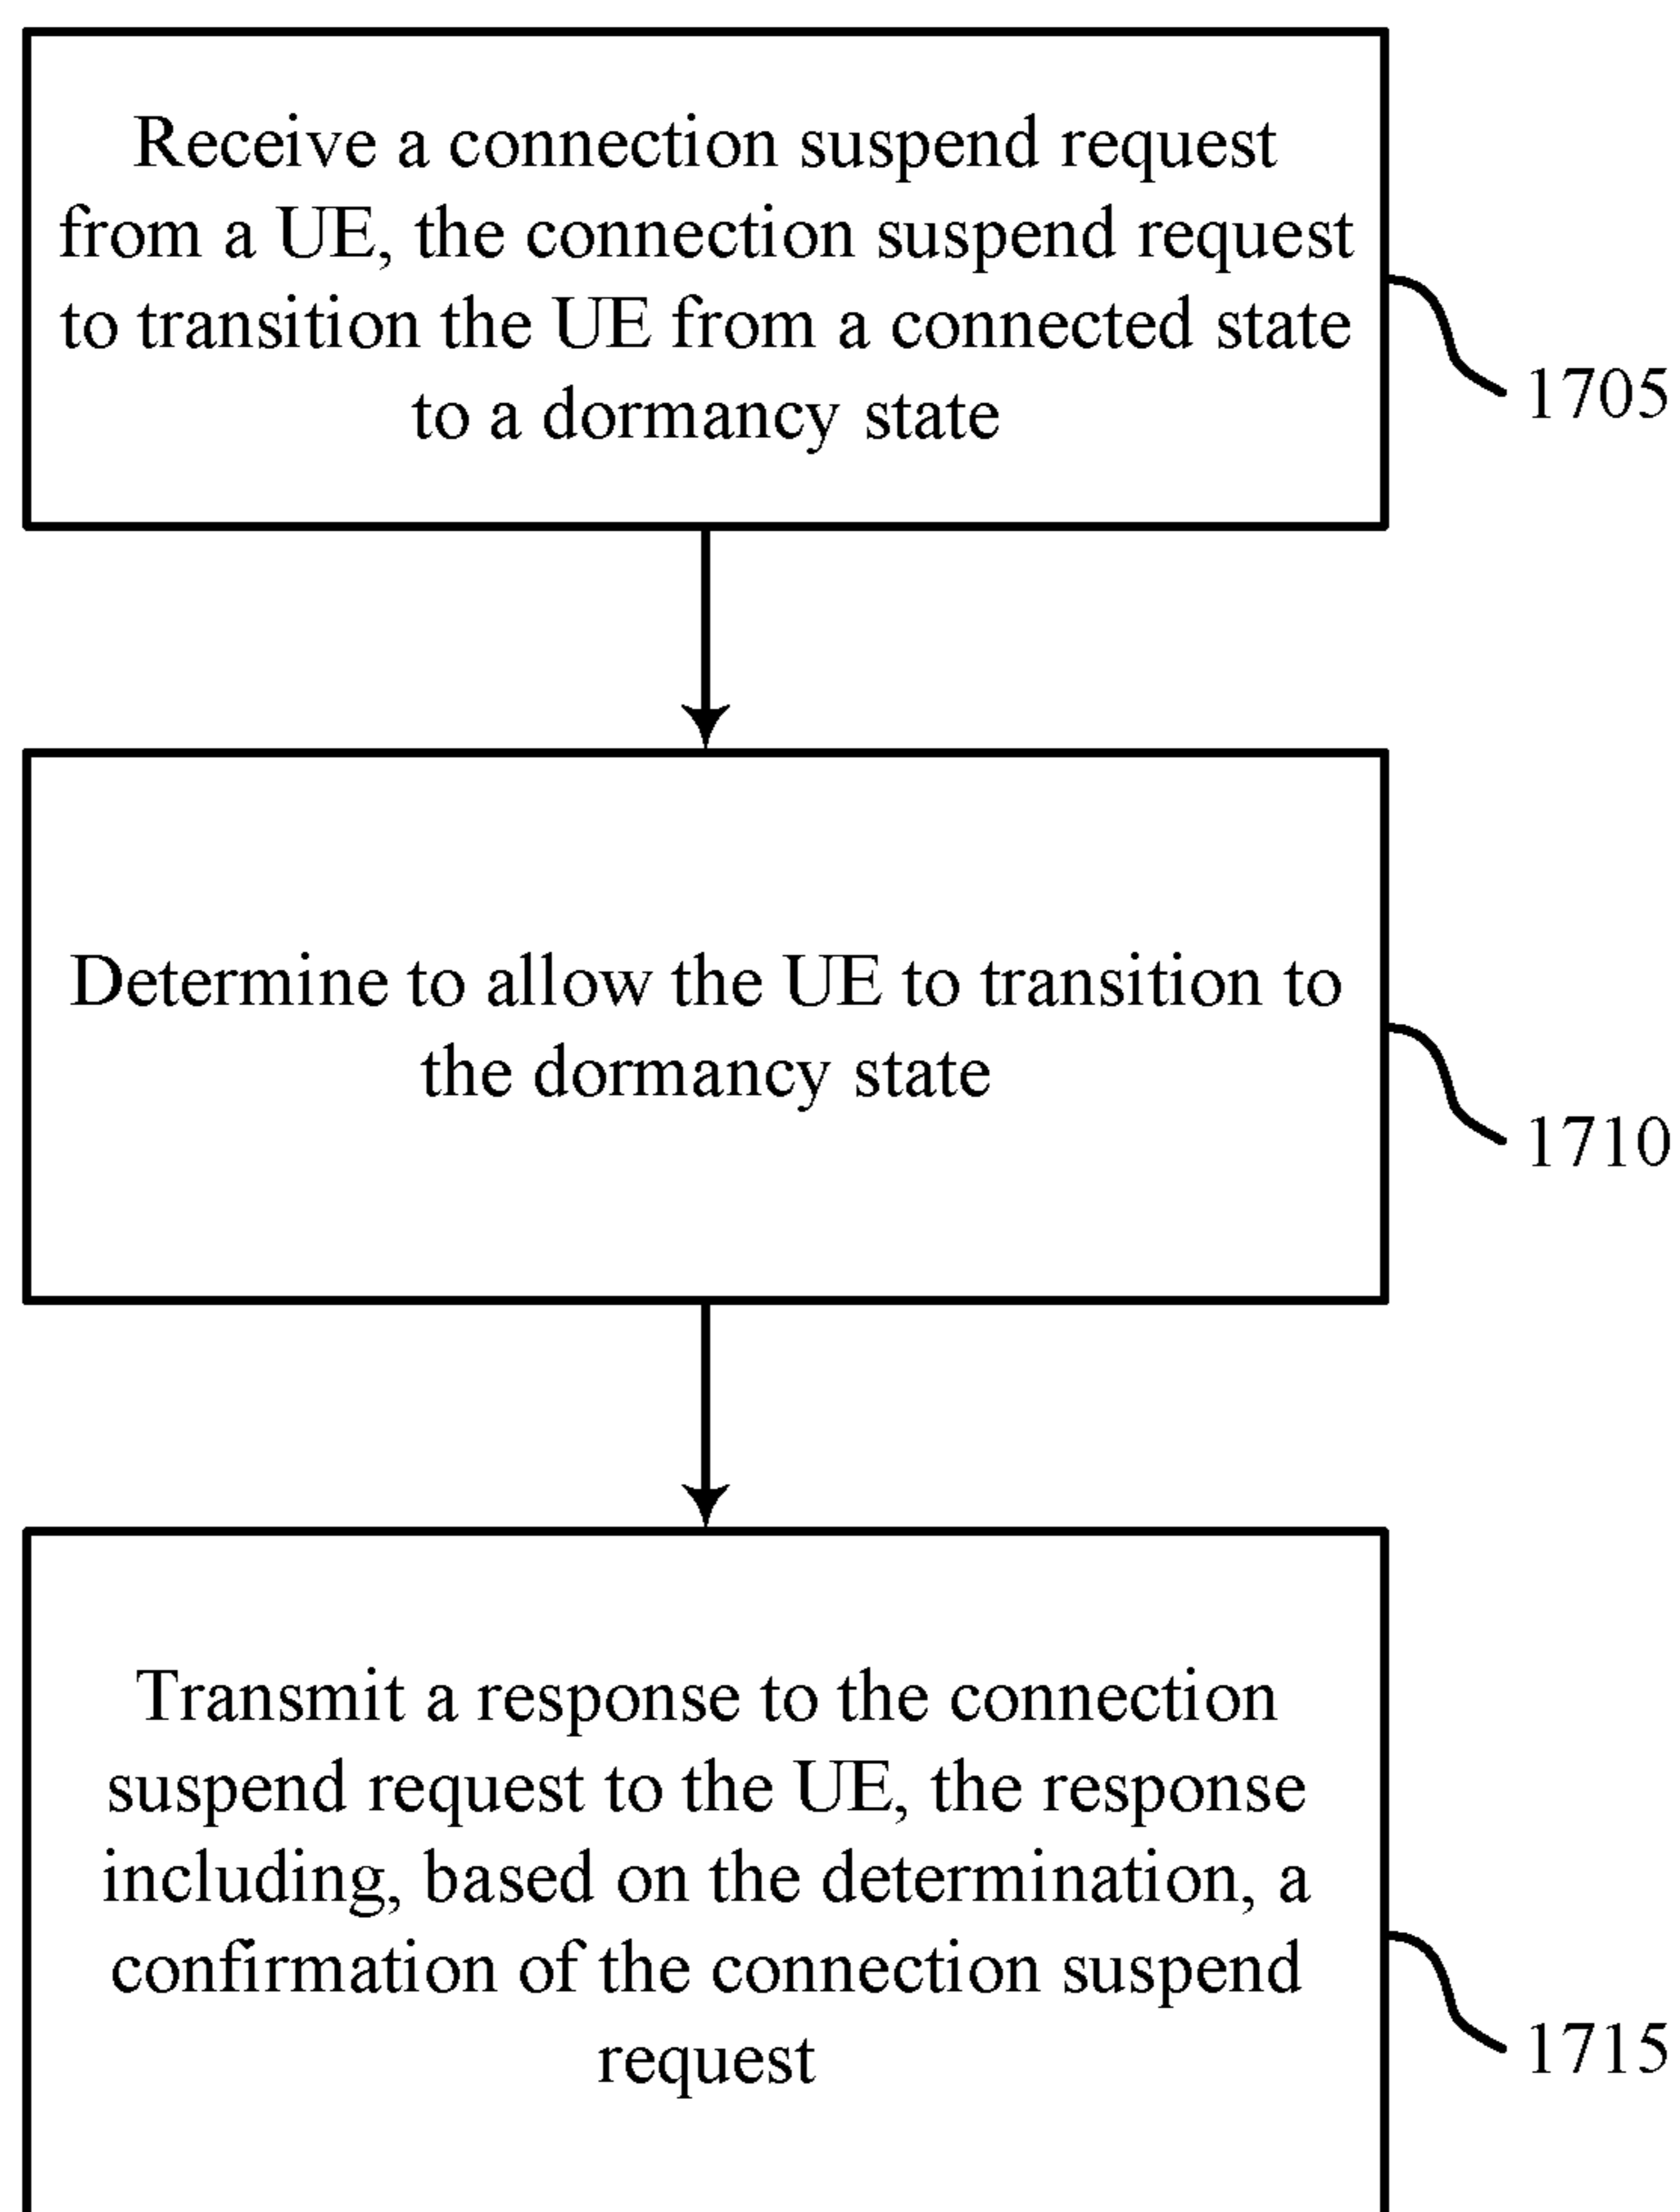 Receive a connection suspend request
from a UE, the connection suspend request
to transition the UE from a connected state
to a dormancy state
1705
Determine to allow the UE to transition to
the dormancy state
1710
Transmit a response to the connection
suspend request to the UE, the response
including, based on the determination, a
confirmation of the connection suspend
request
1715